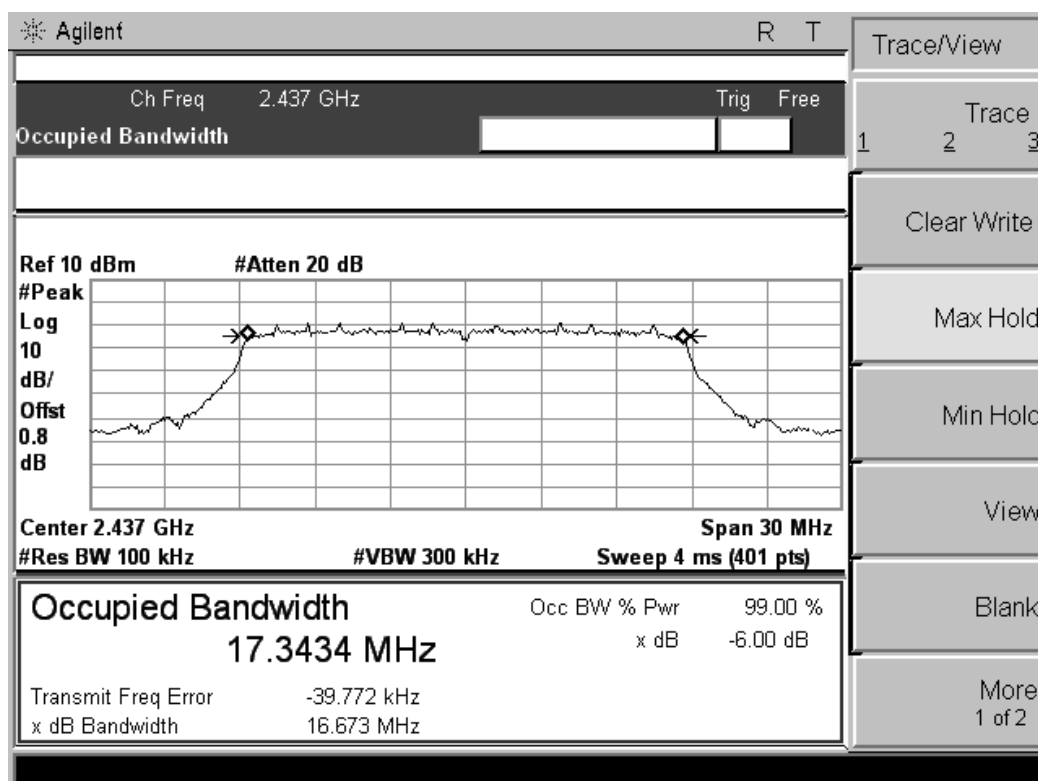 Agilent R T
Trace/View
Ch Freq 2.437 GHz Trig Free
Occupied Bandwidth
Trace
1 2 3
Clear Write
Max Hold
Min Hold
View
Blank
More
1 of 2
Ref 10 dBm #Atten 20 dB
#Peak
Log
10
dB/
Offst
0.8
dB
Center 2.437 GHz Span 30 MHz
#Res BW 100 kHz #VBW 300 kHz Sweep 4 ms (401 pts)
Occupied Bandwidth Occ BW % Pwr 99.00 %
17.3434 MHz x dB -6.00 dB
Transmit Freq Error -39.772 kHz
x dB Bandwidth 16.673 MHz